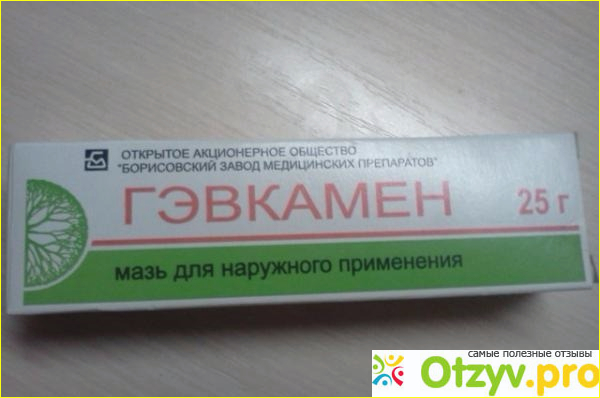 ОТКРЫТОЕ АКЦИОНЕРНОЕ ОБЩЕСТВО
"БОРИСОВСКИЙ ЗАВОД МЕДИЦИНСКИХ ПРЕПАРАТОВ"
ГЭВКАМЕН 25 г
мазь для наружного применения
самые полезные отзывы
Otzyv.pro